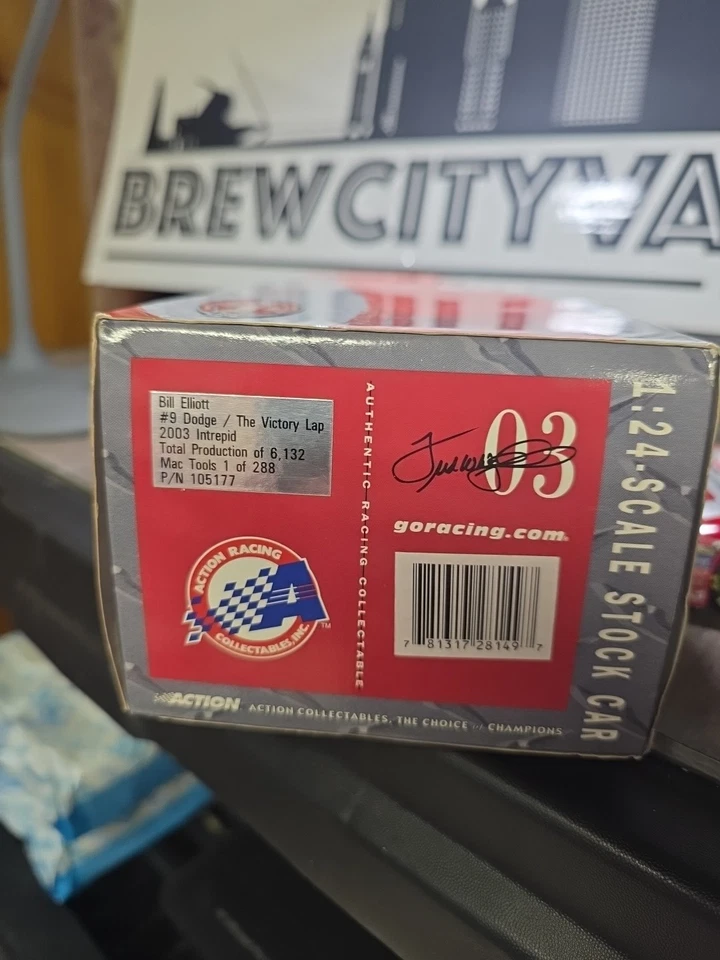 BREWCITYVA
Bill Elliott
#9 Dodge / The Victory Lap
2003 Intrepid
Total Production of 6,132
Mac Tools 1 of 288
P/N 105177
AUTHENTIC RACING COLLECTABLE
03
goracing.com
7 81317 28149 7
ACTION RACING
COLLECTABLES, INC.
TM
ACTION
ACTION COLLECTABLES, THE CHOICE OF CHAMPIONS
1:24-SCALE STOCK CAR